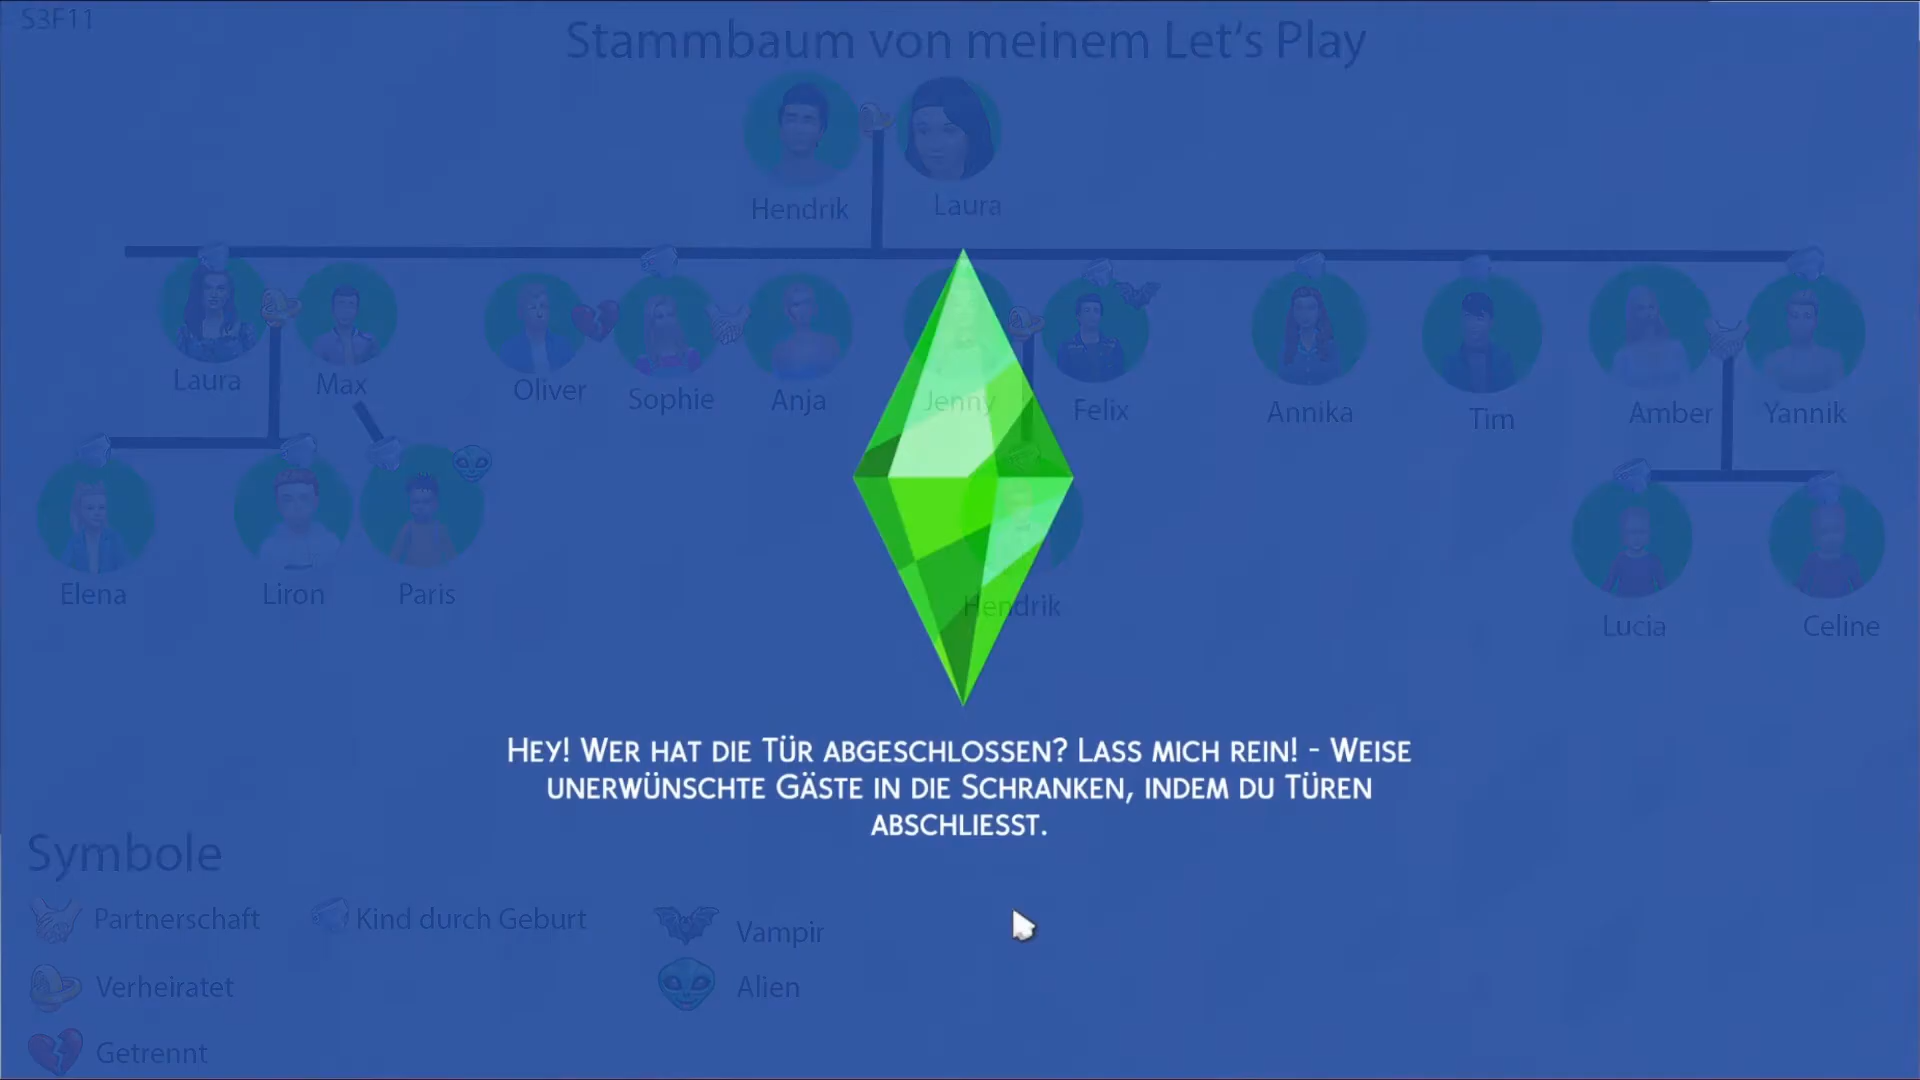 S3F11
Stammbaum von meinem Let's Play
Hendrik
Laura
Laura
Max
Oliver
Sophie
Anja
Jenny
Felix
Annika
Tim
Amber
Yannik
Elena
Liron
Paris
Hendrik
Lucia
Celine
HEY! WER HAT DIE TÜR ABGESCHLOSSEN? LASS MICH REIN! - WEISE
UNERWÜNSCHTE GÄSTE IN DIE SCHRANKEN, INDEM DU TÜREN
ABSCHLIESST.
Symbole
Partnerschaft
Kind durch Geburt
Vampir
Verheiratet
Alien
Getrennt